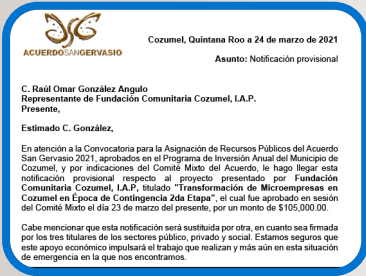 ACUERDOSANGERVASIO
Cozumel, Quintana Roo a 24 de marzo de 2021
Asunto: Notificación provisional
C. Raúl Omar González Angulo
Representante de Fundación Comunitaria Cozumel, I.A.P.
Presente,
Estimado C. González,
En atención a la Convocatoria para la Asignación de Recursos Públicos del Acuerdo
San Gervasio 2021, aprobados en el Programa de Inversión Anual del Municipio de
Cozumel, y por indicaciones del Comité Mixto del Acuerdo, le hago llegar esta
notificación provisional respecto al proyecto presentado por Fundación
Comunitaria Cozumel, I.A.P, titulado "Transformación de Microempresas en
Cozumel en Época de Contingencia 2da Etapa", el cual fue aprobado en sesión
del Comité Mixto el día 23 de marzo del presente, por un monto de $105,000.00.
Cabe mencionar que esta notificación será sustituida por otra, en cuanto sea firmada
por los tres titulares de los sectores público, privado y social. Estamos seguros que
este apoyo económico impulsará el trabajo que realizan y más aún en esta situación
de emergencia en la que nos encontramos.